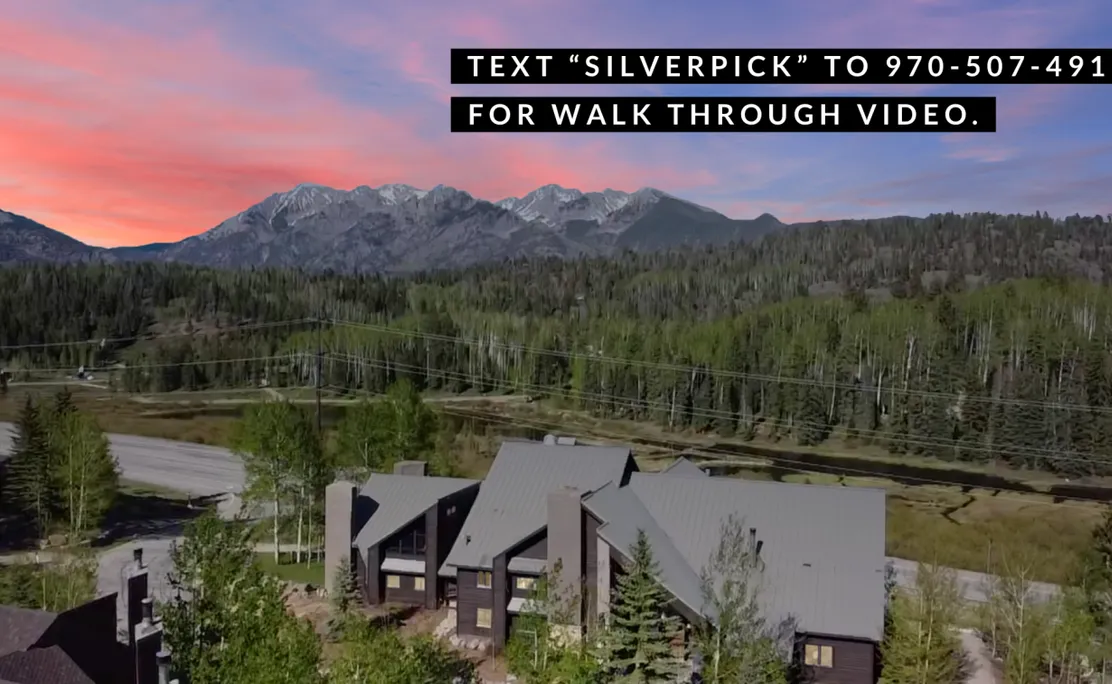 TEXT “SILVERPICK” TO 970-507-491
FOR WALK THROUGH VIDEO.